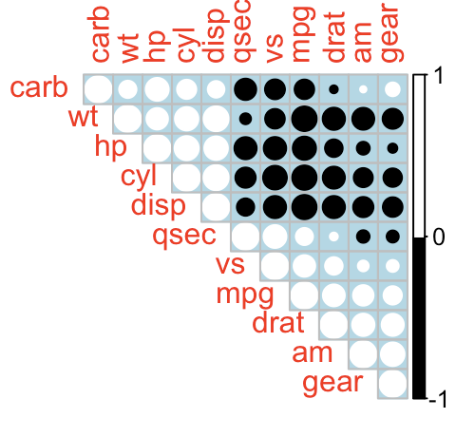 carb wt hp cyl disp qsec vs mpg drat am gear
carb
wt
hp
cyl
disp
qsec
vs
mpg
drat
am
gear
1
0
-1